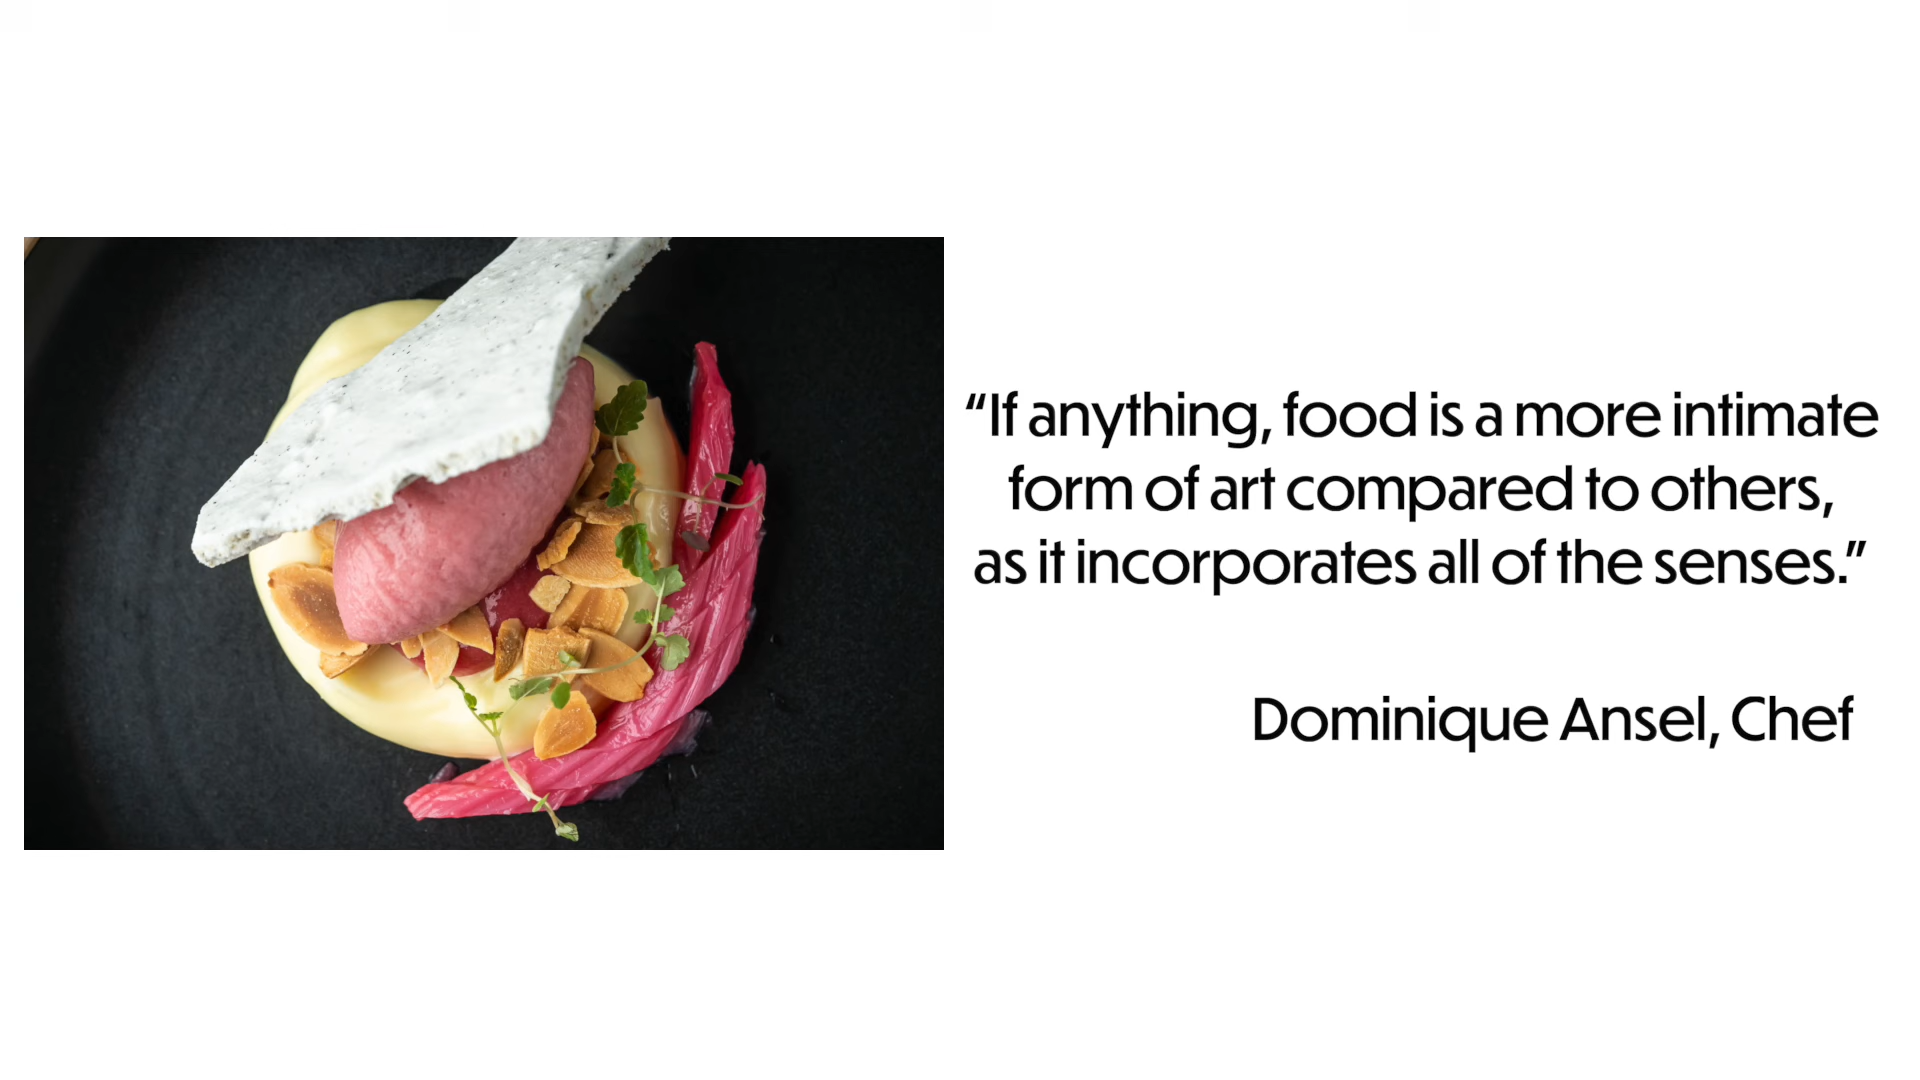 “If anything, food is a more intimate
form of art compared to others,
as it incorporates all of the senses.”
Dominique Ansel, Chef